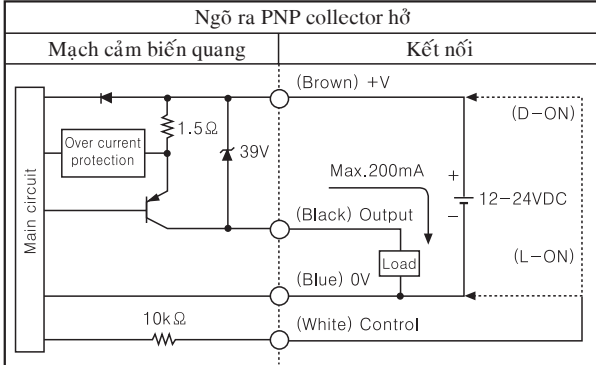 Ngõ ra PNP collector hở
Mạch cảm biến quang
Kết nối
(Brown) +V
(D-ON)
1.5Ω
Over current
protection
39V
Max.200mA
+
12-24VDC
-
Main circuit
(Black) Output
Load
(L-ON)
(Blue) 0V
10kΩ
(White) Control